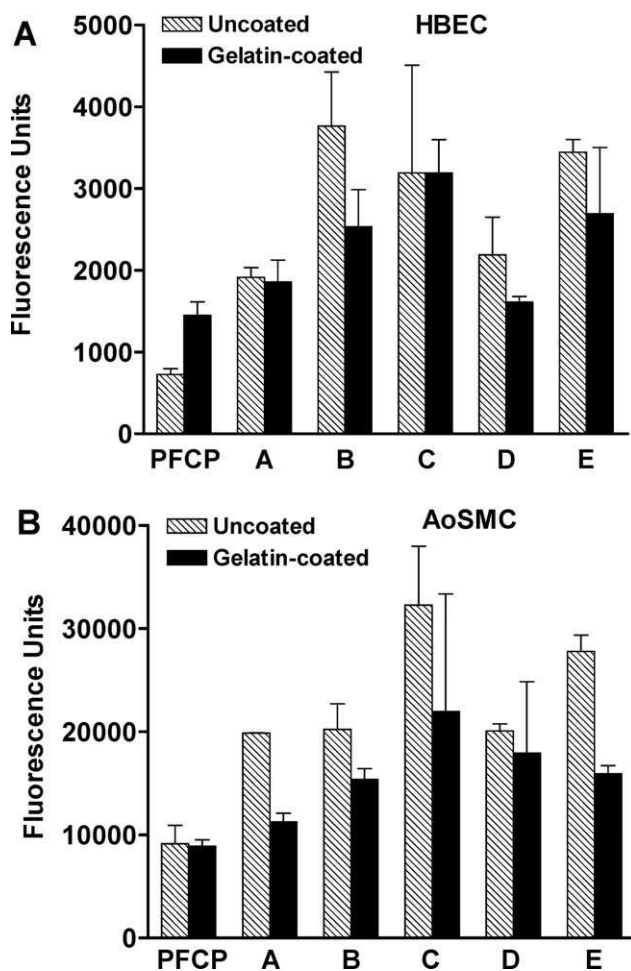 A
HBEC
Uncoated
Gelatin-coated
Fluorescence Units
5000
4000
3000
2000
1000
0
PFCP A B C D E
B
AoSMC
Uncoated
Gelatin-coated
Fluorescence Units
40000
30000
20000
10000
0
PFCP A B C D E